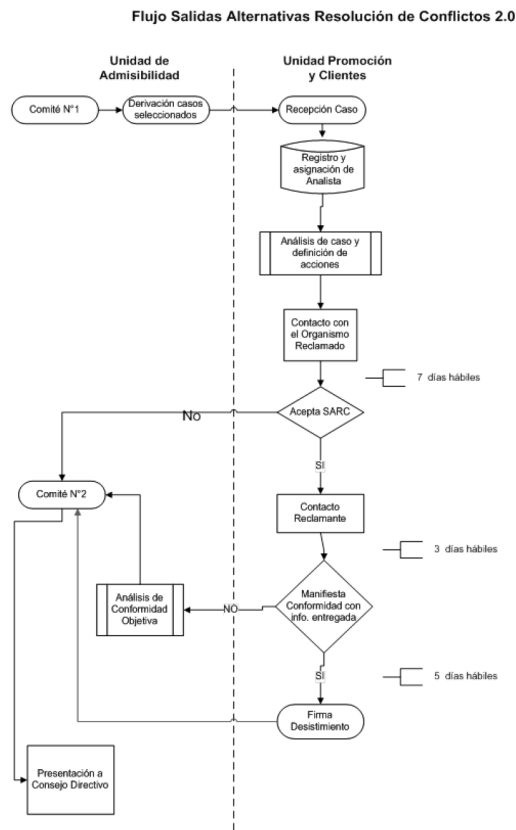 Flujo Salidas Alternativas Resolución de Conflictos 2.0
Unidad de
Admisibilidad
Unidad Promoción
y Clientes
Comité N°1
Derivación casos
seleccionados
Recepción Caso
Registro y
asignación de
Analista
Análisis de caso y
definición de
acciones
Contacto con
el Organismo
Reclamado
7 días hábiles
Acepta SARC
No
SI
Comité N°2
Contacto
Reclamante
3 días hábiles
Análisis de
Conformidad
Objetiva
NO
Manifiesta
Conformidad con
info. entregada
SI
5 días hábiles
Firma
Desistimiento
Presentación a
Consejo Directivo